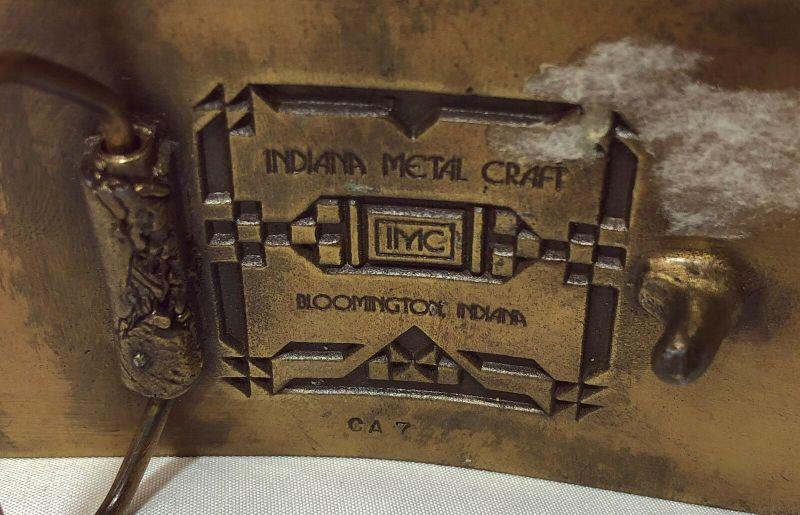 INDIANA METAL CRAFT
IMC
BLOOMINGTON, INDIANA
CA 7